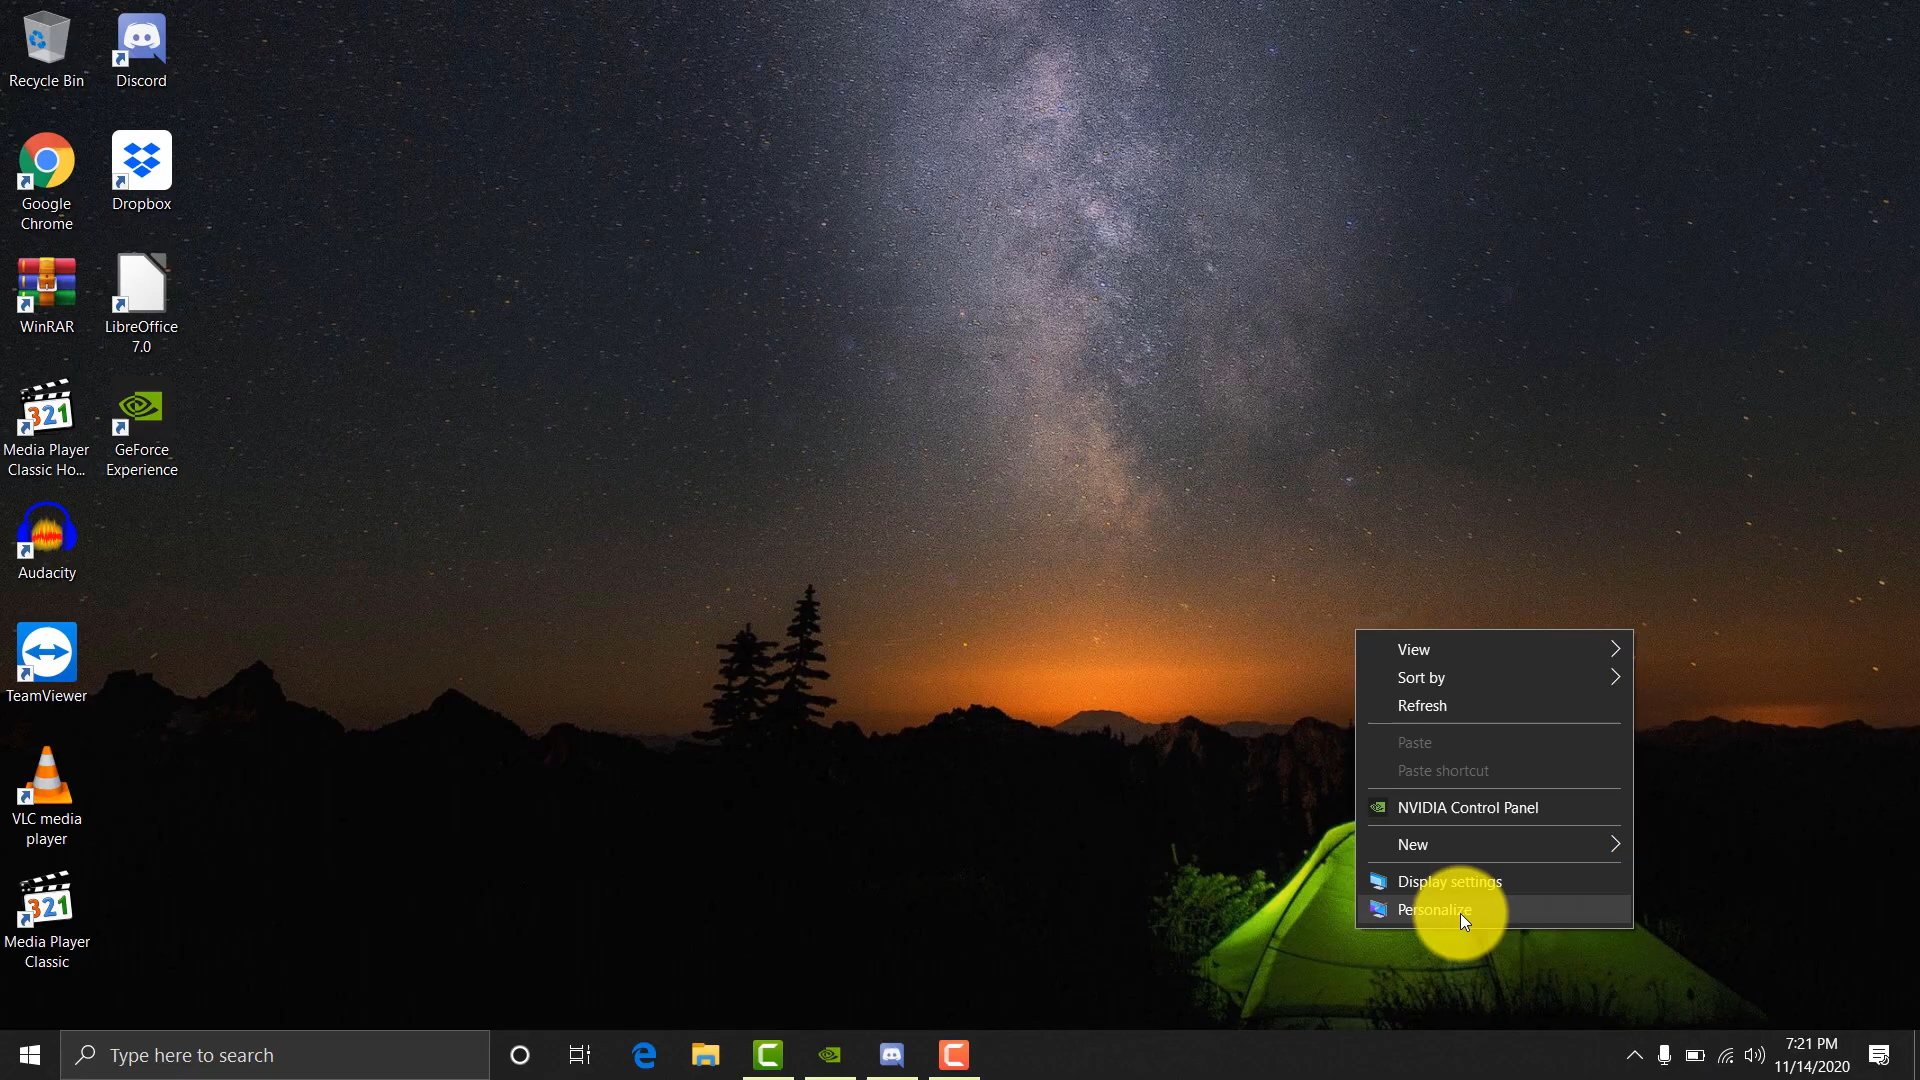 Recycle Bin
Discord
Google
Chrome
Dropbox
WinRAR
LibreOffice
7.0
321
Media Player
Classic Ho...
GeForce
Experience
Audacity
TeamViewer
VLC media
player
321
Media Player
Classic
View
Sort by
Refresh
Paste
Paste shortcut
NVIDIA Control Panel
New
Display settings
Personalize
Type here to search
7:21 PM
11/14/2020